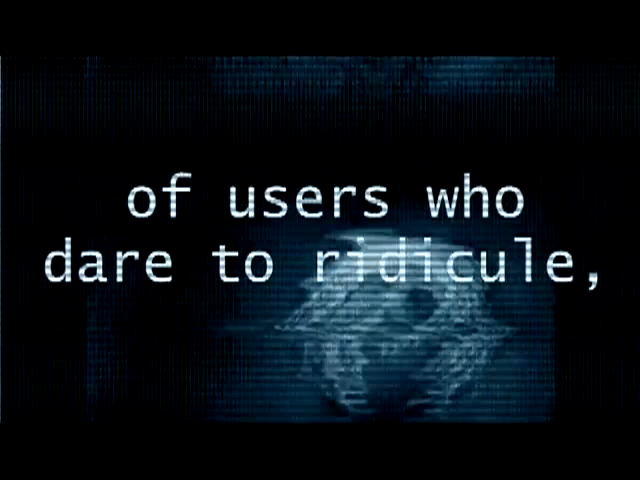 of users who
dare to ridicule,